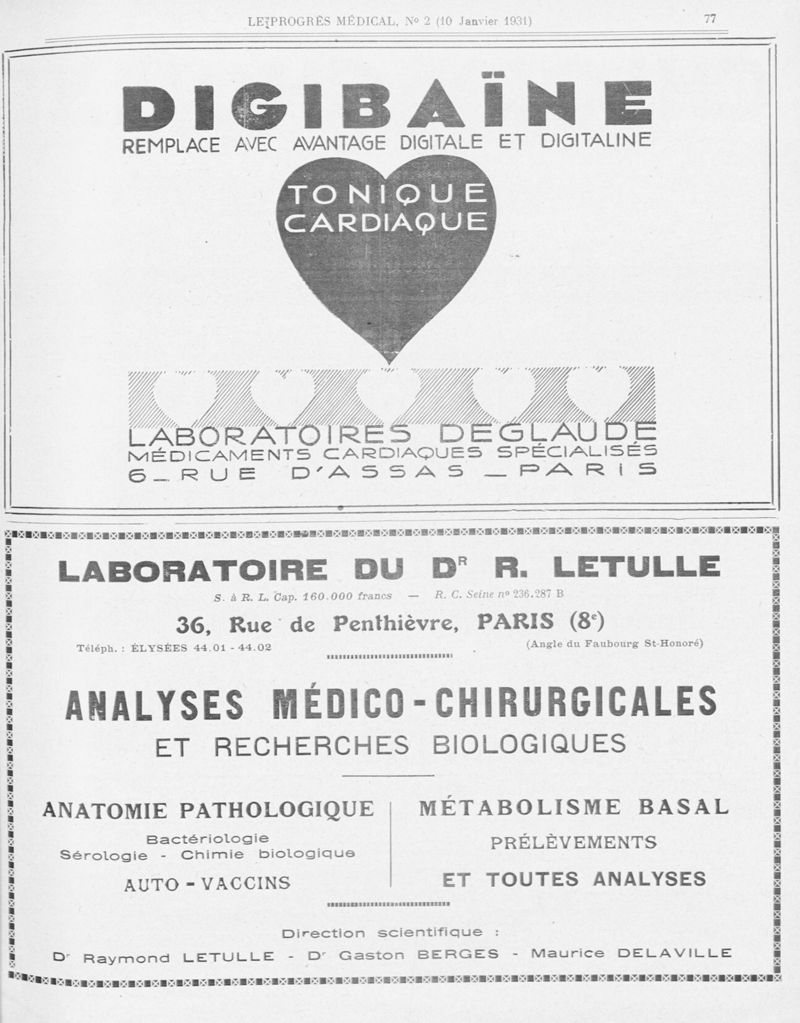 LE PROGRÈS MÉDICAL, No 2 (10 Janvier 1931) 77
DIGIBAÏNE
REMPLACE AVEC AVANTAGE DIGITALE ET DIGITALINE
TONIQUE
CARDIAQUE
LABORATOIRES DEGLAUDE
MÉDICAMENTS CARDIAQUES SPÉCIALISÉS
6_ RUE D'ASSAS _ PARIS
LABORATOIRE DU Dr R. LETULLE
S. à R. L. Cap. 160.000 francs — R. C. Seine no 236.287 B
36, Rue de Penthièvre, PARIS (8e)
Téléph. : ÉLYSÉES 44.01 - 44.02 (Angle du Faubourg St-Honoré)
ANALYSES MÉDICO-CHIRURGICALES
ET RECHERCHES BIOLOGIQUES
ANATOMIE PATHOLOGIQUE
Bactériologie
Sérologie - Chimie biologique
AUTO-VACCINS
MÉTABOLISME BASAL
PRÉLÈVEMENTS
ET TOUTES ANALYSES
Direction scientifique :
Dr Raymond LETULLE - Dr Gaston BERGES - Maurice DELAVILLE